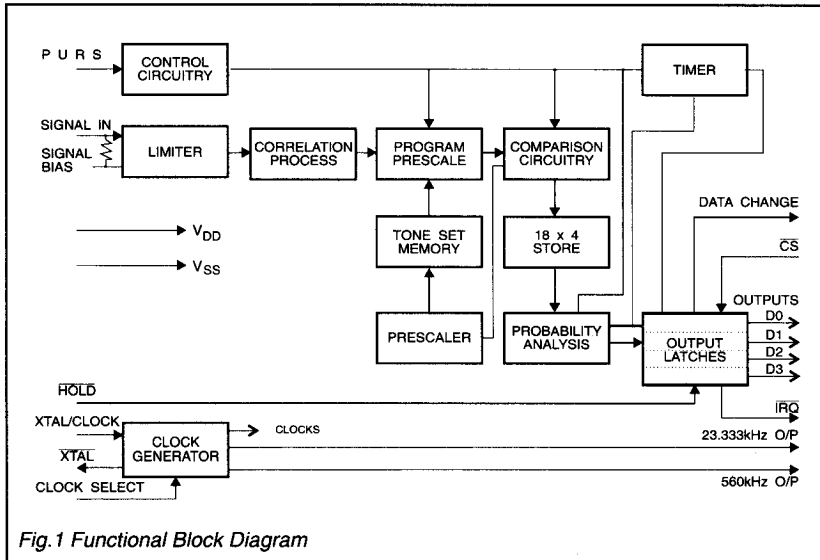 P U R S
CONTROL
CIRCUITRY
TIMER
SIGNAL IN
SIGNAL
BIAS
LIMITER
CORRELATION
PROCESS
PROGRAM
PRESCALE
COMPARISON
CIRCUITRY
VDD
VSS
TONE SET
MEMORY
18 x 4
STORE
DATA CHANGE
CS
OUTPUTS
D0
D1
D2
D3
PRESCALER
PROBABILITY
ANALYSIS
OUTPUT
LATCHES
HOLD
IRQ
XTAL/CLOCK
XTAL
CLOCK SELECT
CLOCK
GENERATOR
CLOCKS
23.333kHz O/P
560kHz O/P
Fig.1 Functional Block Diagram